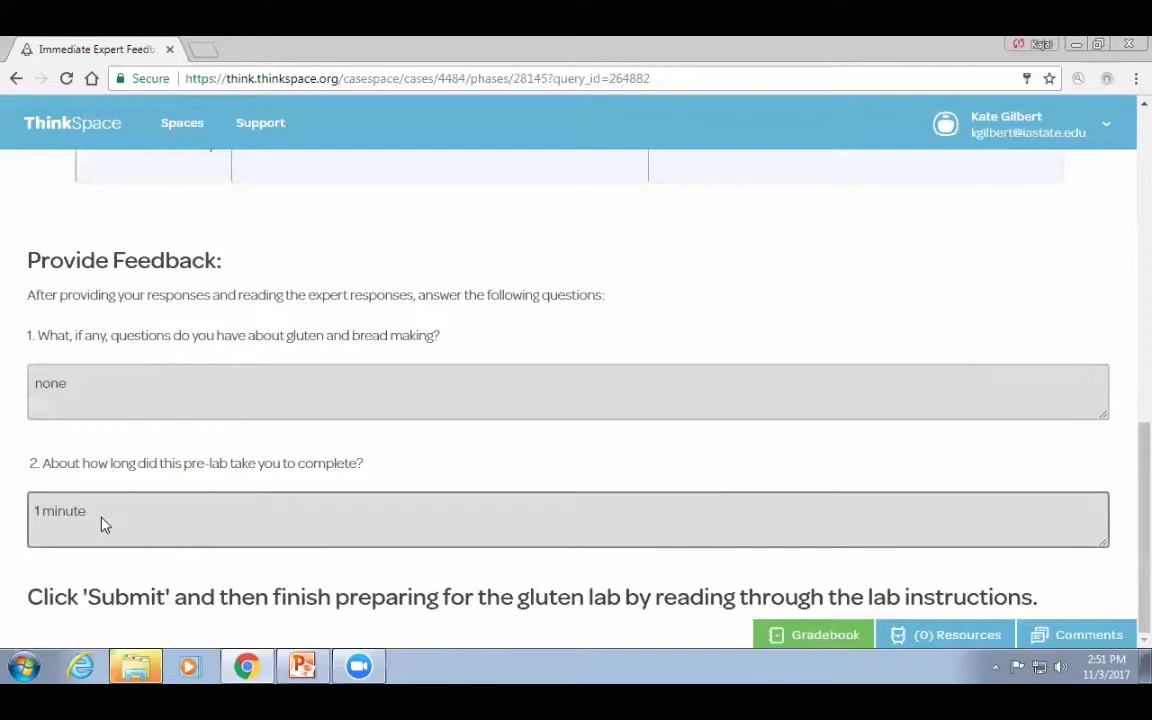 Immediate Expert Feedb
Kejal
Secure https://think.thinkspace.org/casespace/cases/4484/phases/28145?query_id=264882
ThinkSpace Spaces Support Kate Gilbert
kgilbert@iastate.edu
Provide Feedback:
After providing your responses and reading the expert responses, answer the following questions:
1. What, if any, questions do you have about gluten and bread making?
none
2. About how long did this pre-lab take you to complete?
1 minute
Click 'Submit' and then finish preparing for the gluten lab by reading through the lab instructions.
Gradebook (0) Resources Comments
2:51 PM
11/3/2017